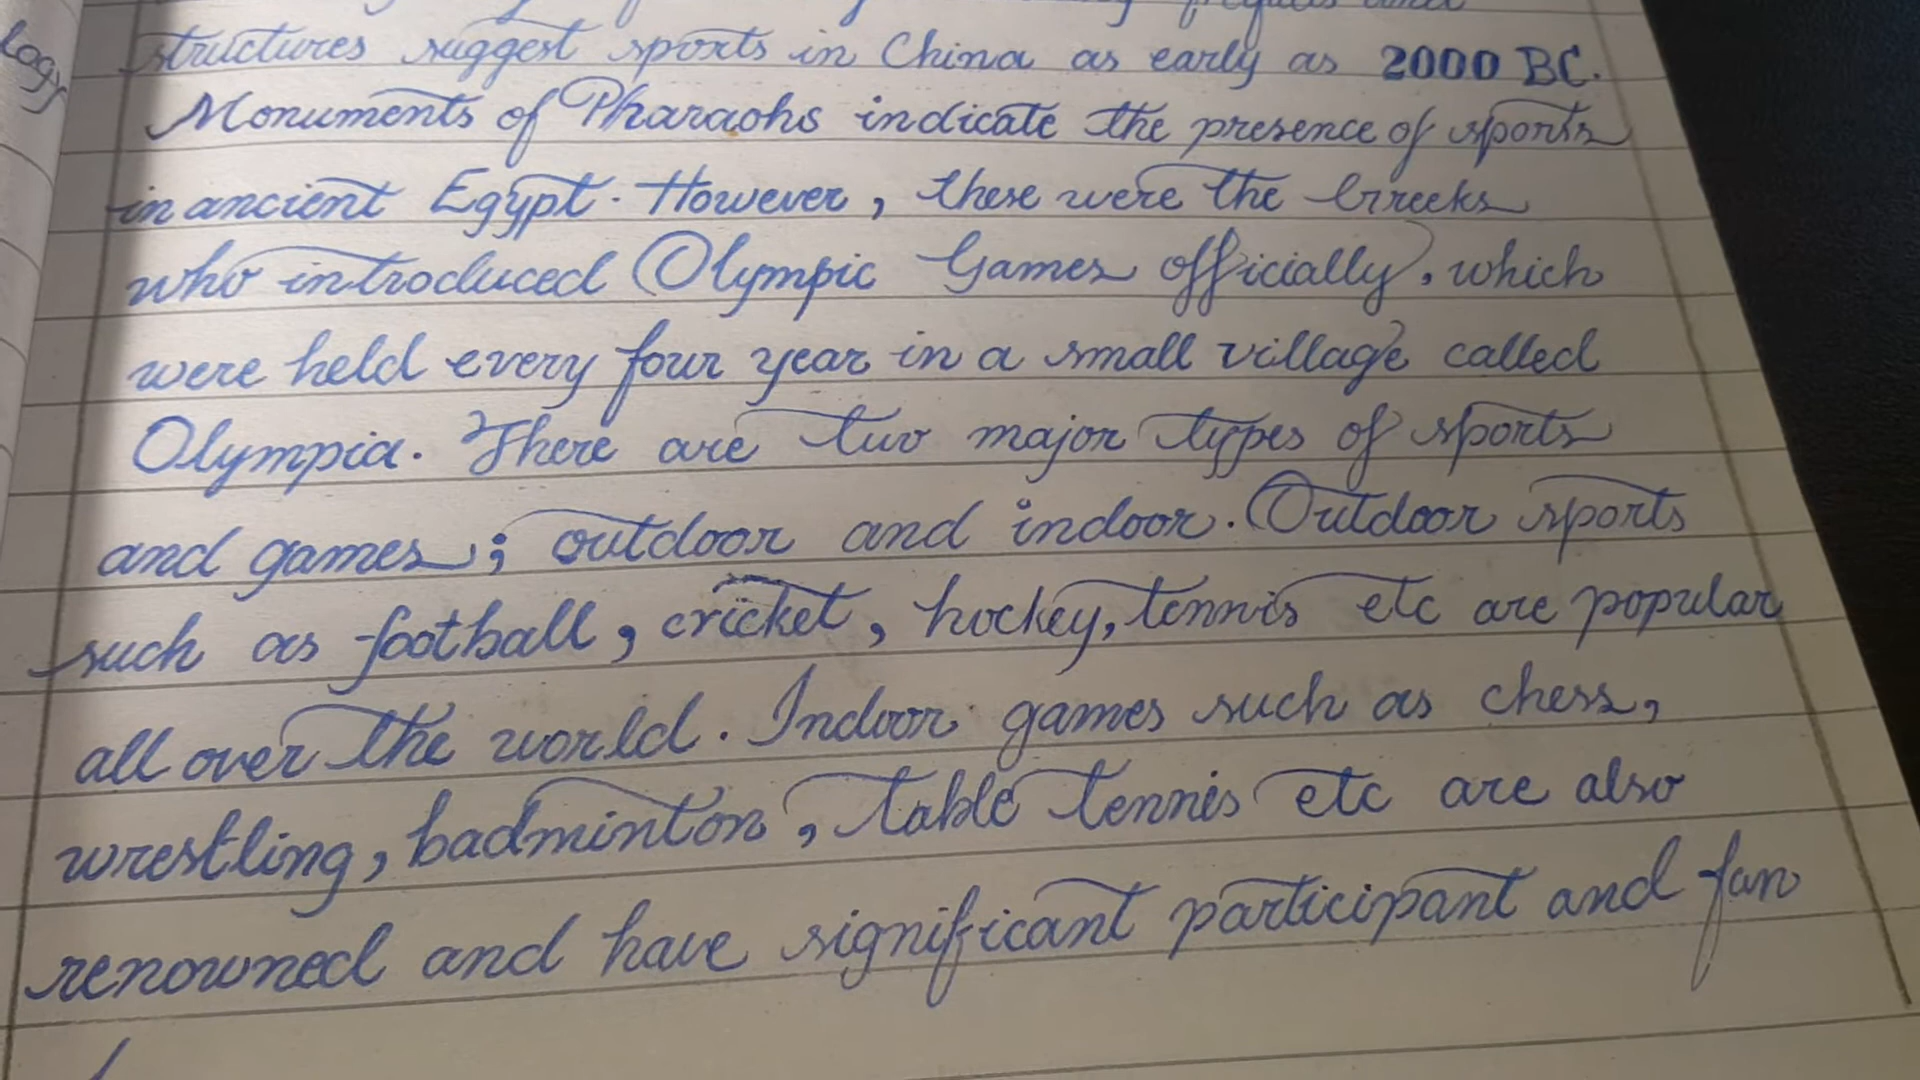 structures suggest sports in China as early as 2000 BC.
Monuments of Pharaohs indicate the presence of sports
in ancient Egypt. However, these were the Greeks
who introduced Olympic Games officially, which
were held every four year in a small village called
Olympia. There are two major types of sports
and games; outdoor and indoor. Outdoor sports
such as football, cricket, hockey, tennis etc are popular
all over the world. Indoor games such as chess,
wrestling, badminton, table tennis etc are also
renowned and have significant participant and fan